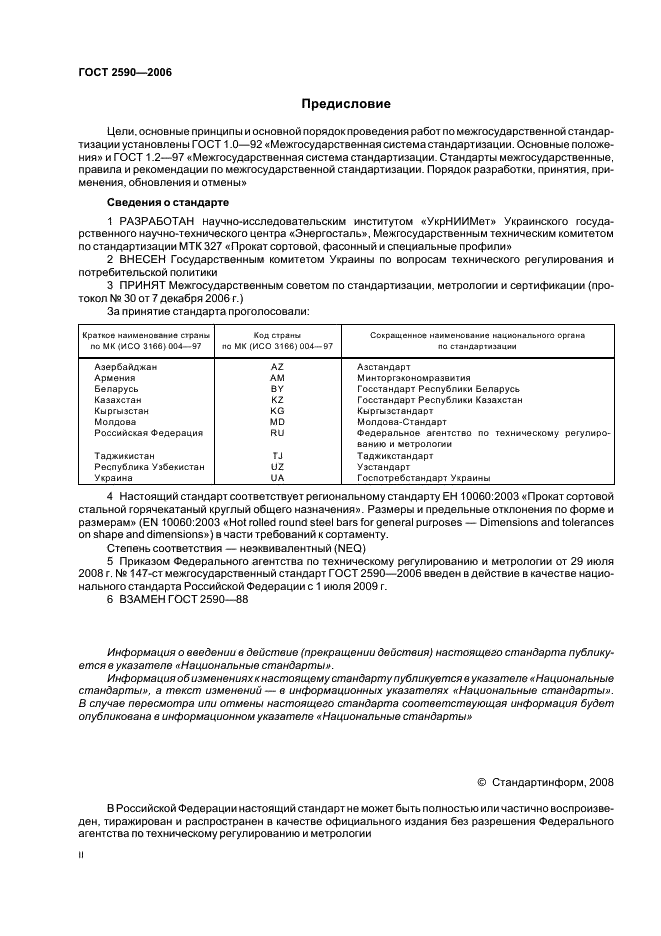 ГОСТ 2590—2006
Предисловие
Цели, основные принципы и основной порядок проведения работ по межгосударственной стандар-
тизации установлены ГОСТ 1.0—92 «Межгосударственная система стандартизации. Основные положе-
ния» и ГОСТ 1.2—97 «Межгосударственная система стандартизации. Стандарты межгосударственные,
правила и рекомендации по межгосударственной стандартизации. Порядок разработки, принятия, при-
менения, обновления и отмены»
Сведения о стандарте
1 РАЗРАБОТАН Научно-исследовательским институтом «УкрНИИМет» Украинского госуда-
рственного научно-технического центра «Энергосталь», Межгосударственным техническим комитетом
по стандартизации МТК 327 «Прокат сортовой, фасонный и специальные профили»
2 ВНЕСЕН Государственным комитетом Украины по вопросам технического регулирования и
потребительской политики
3 ПРИНЯТ Межгосударственным советом по стандартизации, метрологии и сертификации (про-
токол № 30 от 7 декабря 2006 г.)
За принятие стандарта проголосовали:
Краткое наименование страны
по МК (ИСО 3166) 004—97
Код страны
по МК (ИСО 3166) 004—97
Сокращенное наименование национального органа
по стандартизации
Азербайджан AZ Азстандарт
Армения AM Минторгэкономразвития
Беларусь BY Госстандарт Республики Беларусь
Казахстан KZ Госстандарт Республики Казахстан
Кыргызстан KG Кыргызстандарт
Молдова MD Молдова-Стандарт
Российская Федерация RU Федеральное агентство по техническому регулиро-
ванию и метрологии
Таджикистан TJ Таджикстандарт
Республика Узбекистан UZ Узстандарт
Украина UA Госпотребстандарт Украины
4 Настоящий стандарт соответствует региональному стандарту ЕН 10060:2003 «Прокат сортовой
стальной горячекатаный круглый общего назначения». Размеры и предельные отклонения по форме и
размерам» (EN 10060:2003 «Hot rolled round steel bars for general purposes — Dimensions and tolerances
on shape and dimensions») в части требований к сортаменту.
Степень соответствия — неэквивалентный (NEQ)
5 Приказом Федерального агентства по техническому регулированию и метрологии от 29 июля
2008 г. № 147-ст межгосударственный стандарт ГОСТ 2590—2006 введен в действие в качестве нацио-
нального стандарта Российской Федерации с 1 июля 2009 г.
6 ВЗАМЕН ГОСТ 2590—88
Информация о введении в действие (прекращении действия) настоящего стандарта публику-
ется в указателе «Национальные стандарты».
Информация об изменениях к настоящему стандарту публикуется в указателе «Национальные
стандарты», а текст изменений — в информационных указателях «Национальные стандарты».
В случае пересмотра или отмены настоящего стандарта соответствующая информация будет
опубликована в информационном указателе «Национальные стандарты»
© Стандартинформ, 2008
В Российской Федерации настоящий стандарт не может быть полностью или частично воспроизве-
ден, тиражирован и распространен в качестве официального издания без разрешения Федерального
агентства по техническому регулированию и метрологии
II